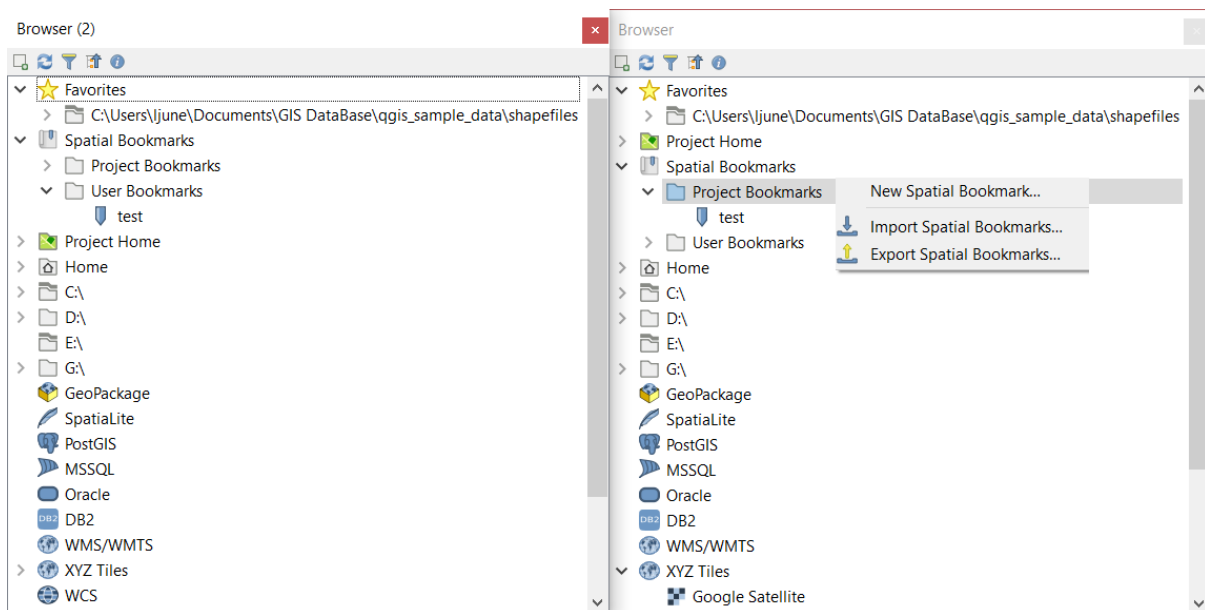 Browser (2)
Favorites
C:\Users\ljune\Documents\GIS DataBase\qgis_sample_data\shapefiles
Spatial Bookmarks
Project Bookmarks
User Bookmarks
test
Project Home
Home
C:\
D:\
E:\
G:\
GeoPackage
SpatiaLite
PostGIS
MSSQL
Oracle
DB2 DB2
WMS/WMTS
XYZ Tiles
WCS
Browser
Favorites
C:\Users\ljune\Documents\GIS DataBase\qgis_sample_data\shapefiles
Project Home
Spatial Bookmarks
Project Bookmarks
test
User Bookmarks
New Spatial Bookmark...
Import Spatial Bookmarks...
Export Spatial Bookmarks...
Home
C:\
D:\
E:\
G:\
GeoPackage
SpatiaLite
PostGIS
MSSQL
Oracle
DB2 DB2
WMS/WMTS
XYZ Tiles
Google Satellite